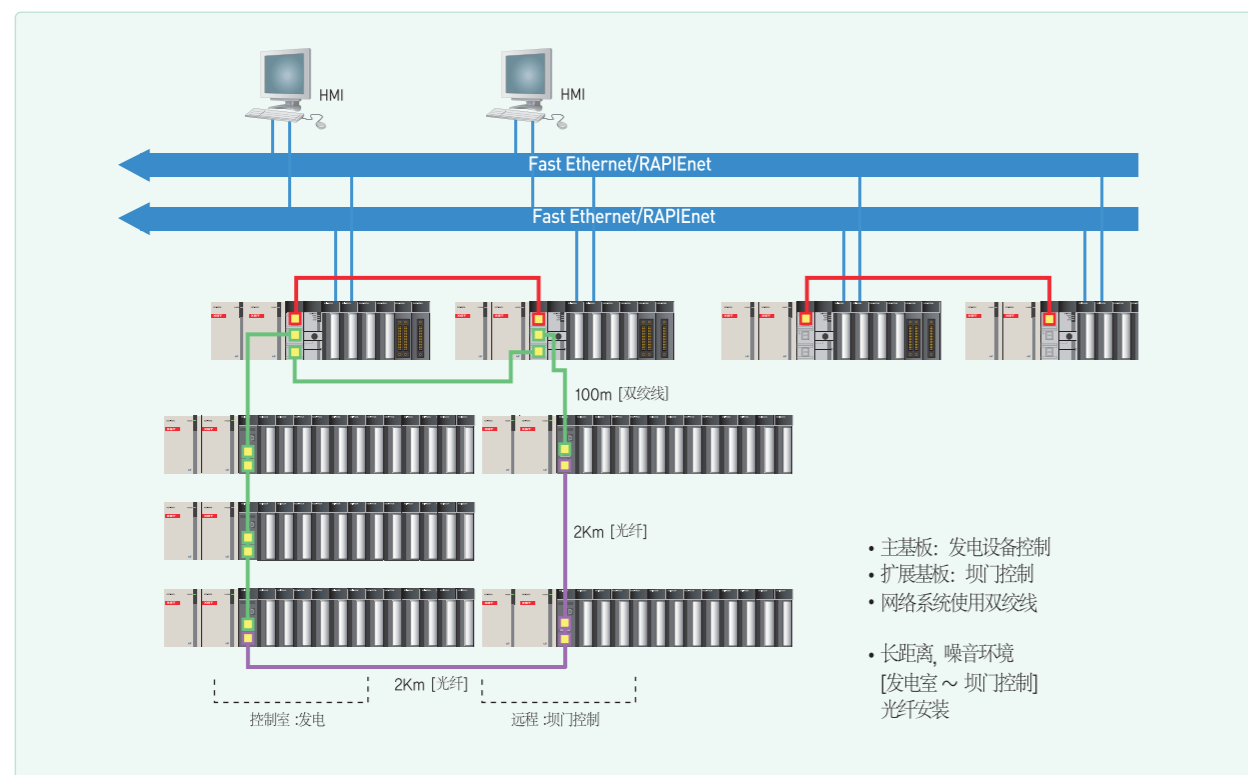 HMI
HMI
Fast Ethernet/RAPIEnet
Fast Ethernet/RAPIEnet
100m [双绞线]
2Km [光纤]
• 主基板: 发电设备控制
• 扩展基板: 坝门控制
• 网络系统使用双绞线
• 长距离, 噪音环境
[发电室 ~ 坝门控制]
光纤安装
2Km [光纤]
控制室 :发电
远程 :坝门控制